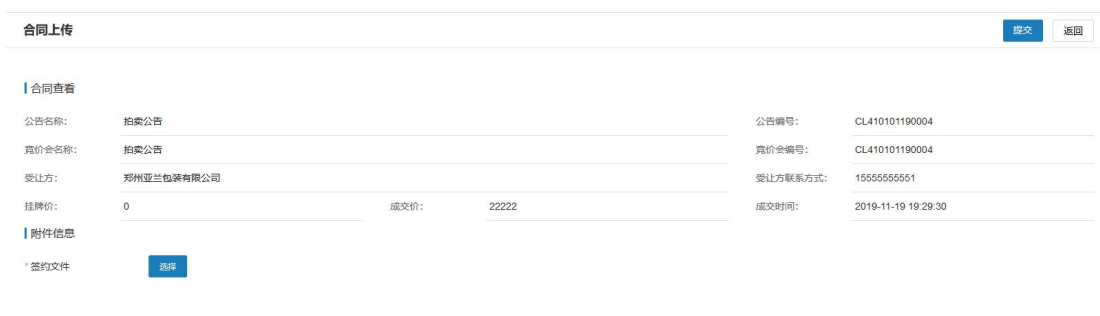 合同上传 提交 返回
合同查看
公告名称： 拍卖公告 公告编号： CL410101190004
竟价会名称： 拍卖公告 竟价会编号： CL410101190004
受让方： 郑州亚兰包装有限公司 受让方联系方式： 15555555551
挂牌价： 0 成交价： 22222 成交时间： 2019-11-19 19:29:30
附件信息
*签约文件 选择